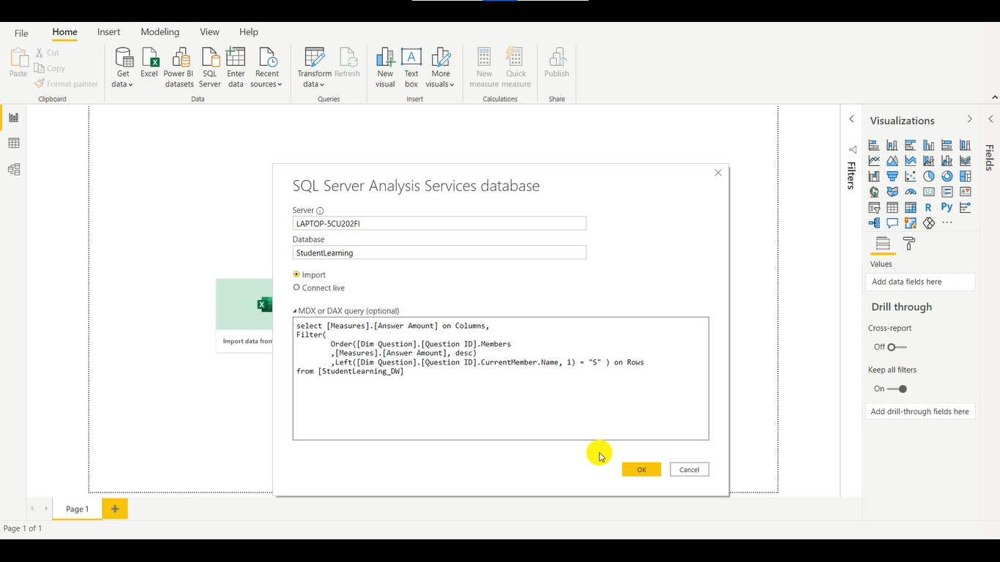 File
Home
Insert
Modeling
View
Help
Paste
Cut
Copy
Format painter
Clipboard
Get data
Excel
Power BI datasets
SQL Server
Enter data
Recent sources
Data
Transform data
Refresh
Queries
New visual
A
Text box
More visuals
Insert
New measure
Quick measure
Calculations
Publish
Share
SQL Server Analysis Services database
Server
LAPTOP-5CU202FI
Database
StudentLearning
Import
Connect live
MDX or DAX query (optional)
select [Measures].[Answer Amount] on Columns,
Filter(
Order([Dim Question].[Question ID].Members
,[Measures].[Answer Amount], desc)
,Left([Dim Question].[Question ID].CurrentMember.Name, 1) = "S" ) on Rows
from [StudentLearning_DW]
OK
Cancel
X
Import data from
Filters
Visualizations
123
R
Py
...
Values
Add data fields here
Drill through
Cross-report
Off
Keep all filters
On
Add drill-through fields here
Fields
Page 1
+
Page 1 of 1